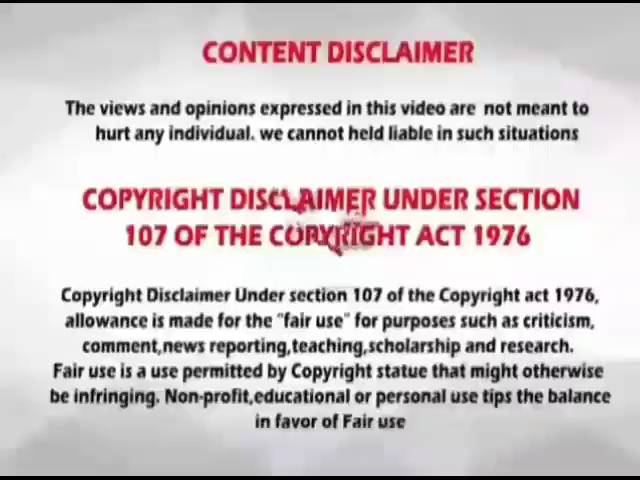 CONTENT DISCLAIMER
The views and opinions expressed in this video are not meant to
hurt any individual. we cannot held liable in such situations
COPYRIGHT DISCLAIMER UNDER SECTION
107 OF THE COPYRIGHT ACT 1976
Copyright Disclaimer Under section 107 of the Copyright act 1976,
allowance is made for the "fair use" for purposes such as criticism,
comment,news reporting,teaching,scholarship and research.
Fair use is a use permitted by Copyright statue that might otherwise
be infringing. Non-profit,educational or personal use tips the balance
in favor of Fair use